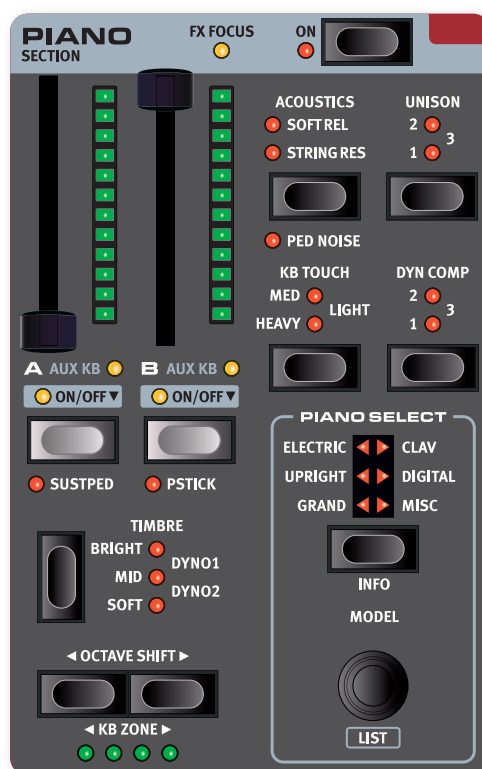 PIANO
SECTION
FX FOCUS
ON
ACOUSTICS
UNISON
SOFT REL
STRING RES
2
3
1
PED NOISE
KB TOUCH
DYN COMP
MED
LIGHT
HEAVY
2
3
1
A AUX KB
B AUX KB
ON/OFF ▼
ON/OFF ▼
SUSTPED
PSTICK
PIANO SELECT
ELECTRIC
CLAV
UPRIGHT
DIGITAL
GRAND
MISC
INFO
MODEL
LIST
TIMBRE
BRIGHT
DYNO1
MID
DYNO2
SOFT
◄ OCTAVE SHIFT ►
◄ KB ZONE ►